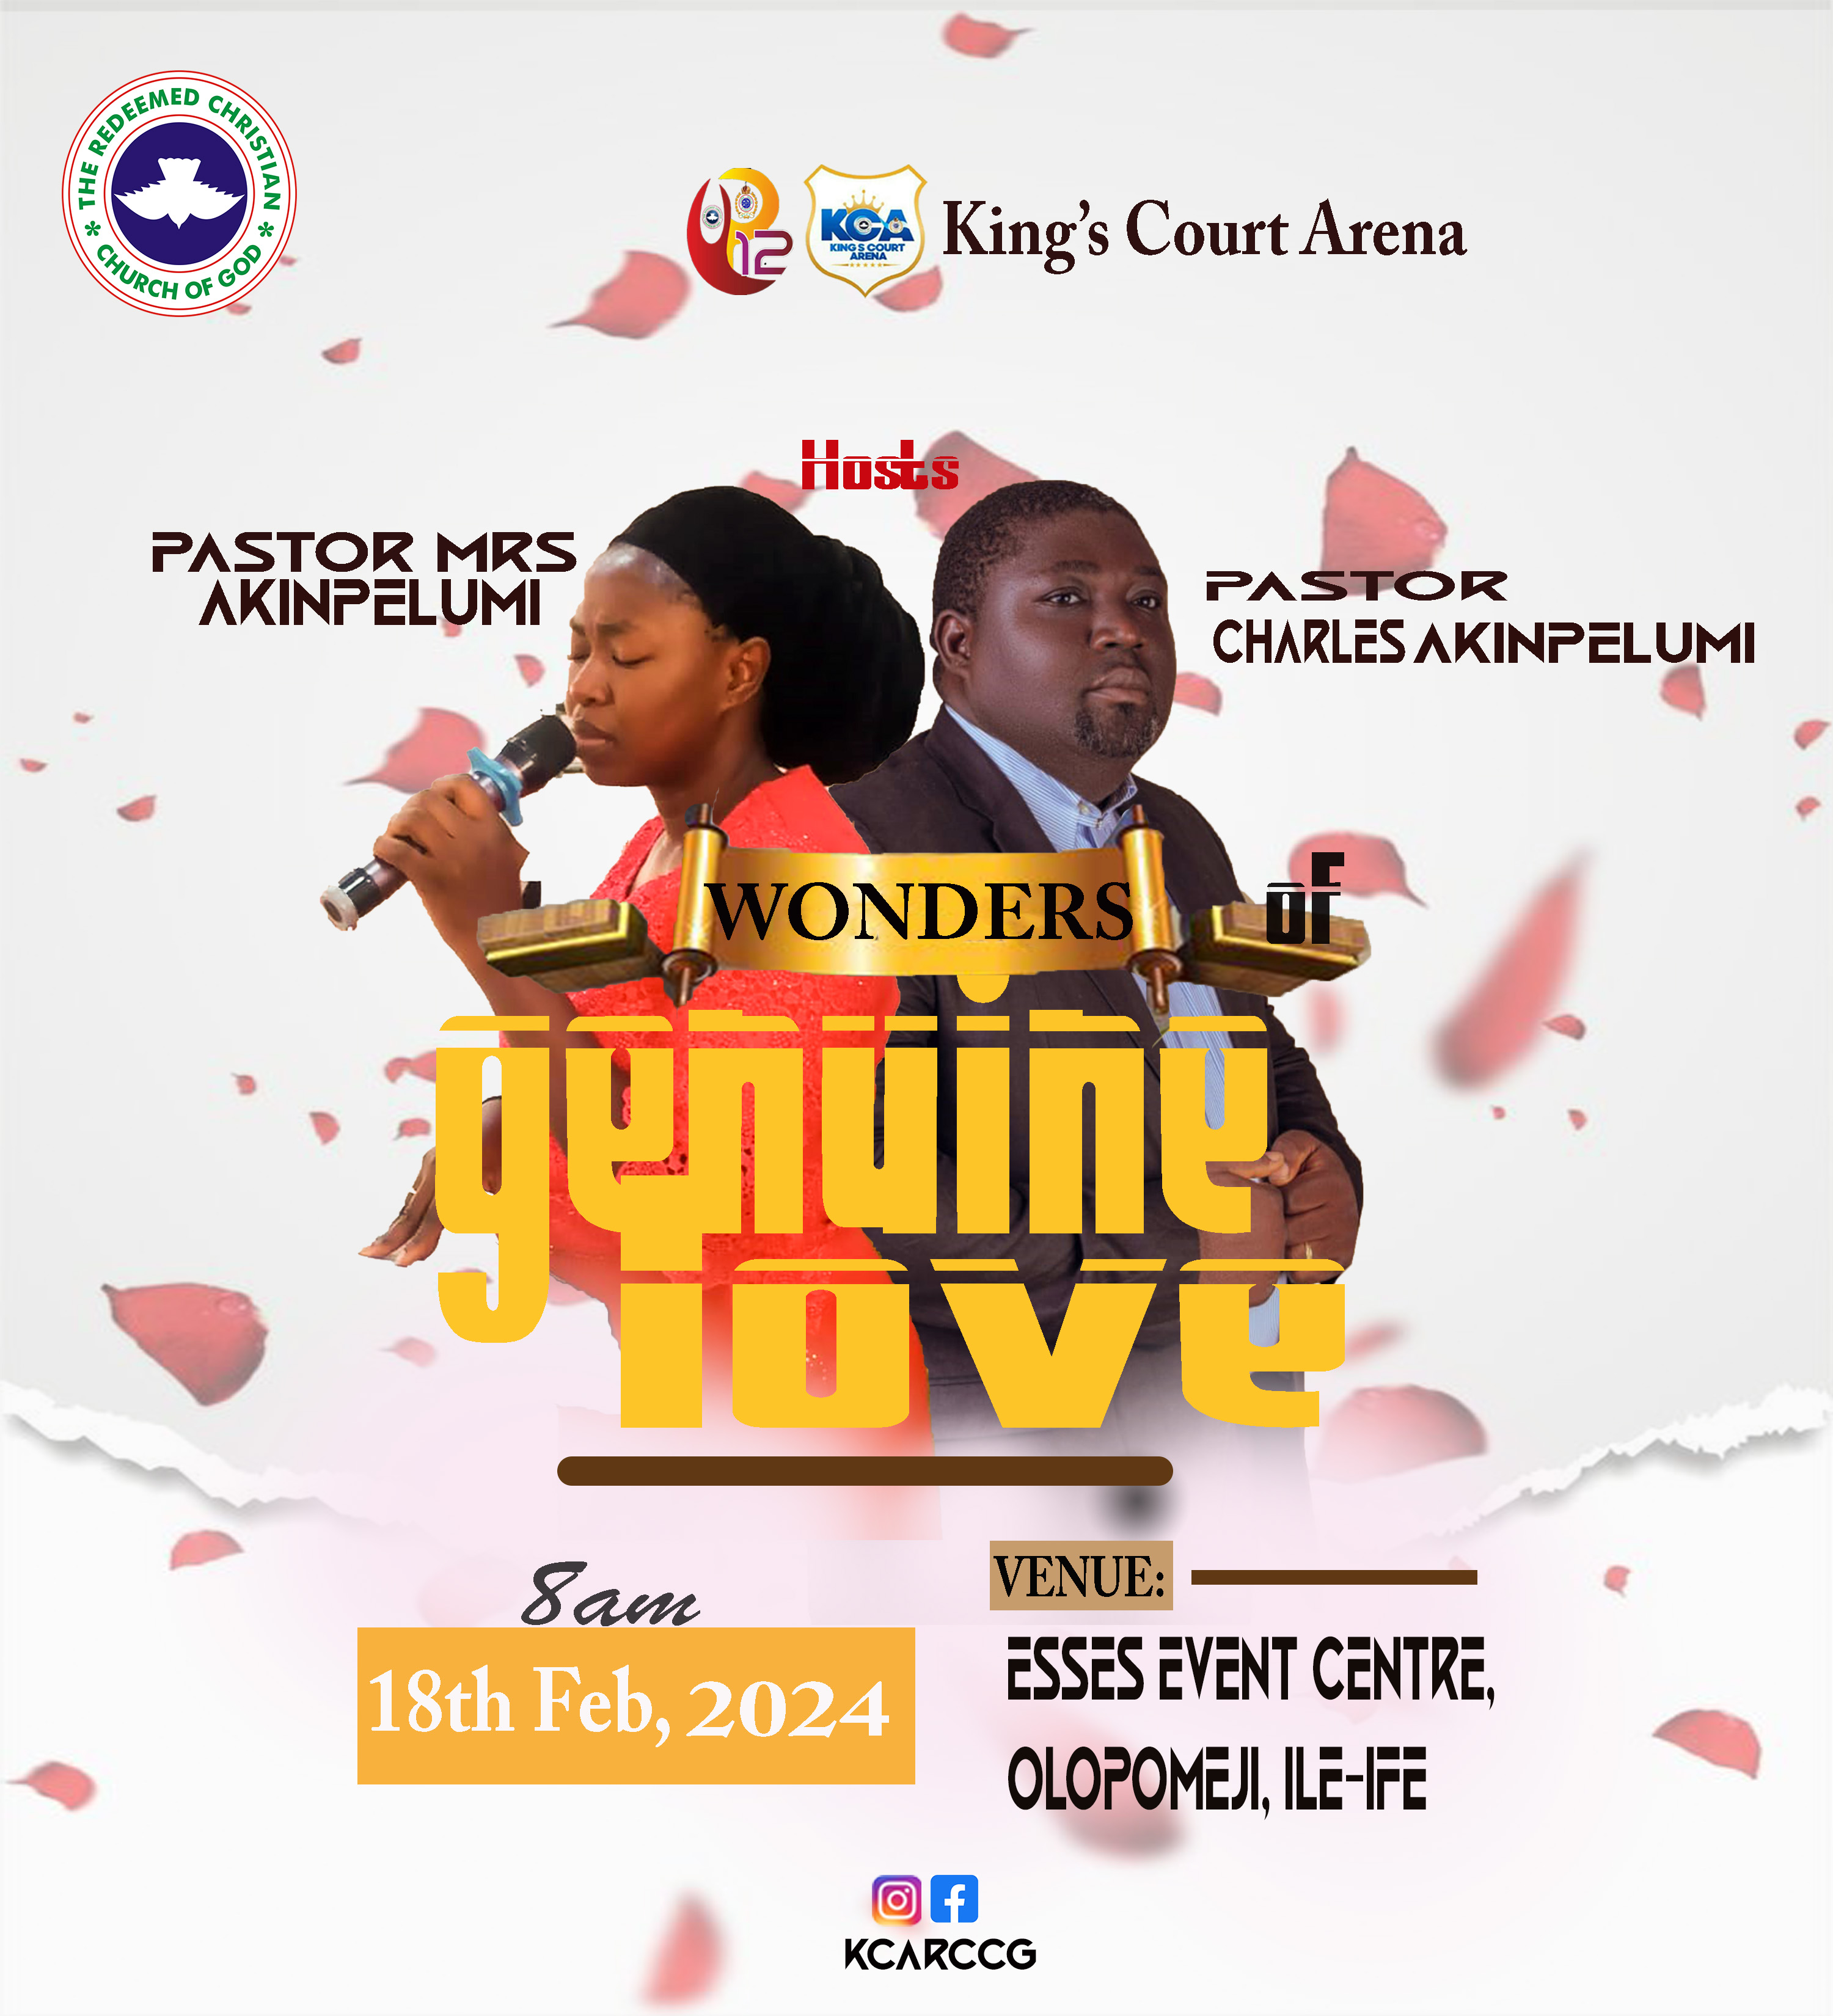 THE REDEEMED CHRISTIAN
CHURCH OF GOD
12
KCA
KING'S COURT
ARENA
King's Court Arena
Hosts
PASTOR MRS
AKINPELUMI
PASTOR
CHARLES AKINPELUMI
WONDERS of
genuine
love
8am
18th Feb, 2024
VENUE:
ESSES EVENT CENTRE,
OLOPOMEJI, ILE-IFE
KCARCCG